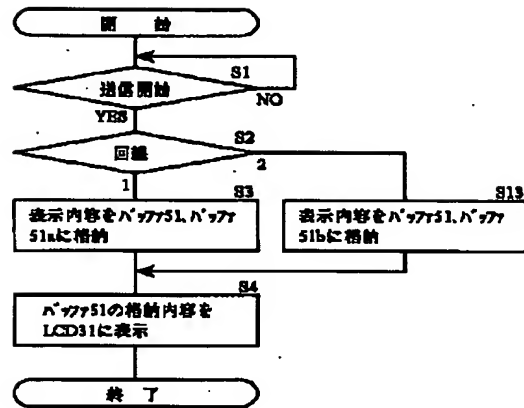 開 始
S1
送信開始
NO
YES
S2
回線
1
2
S3
表示内容をバッファ51、バッファ
51aに格納
S13
表示内容をバッファ51、バッファ
51bに格納
S4
バッファ51の格納内容を
LCD31に表示
終 了